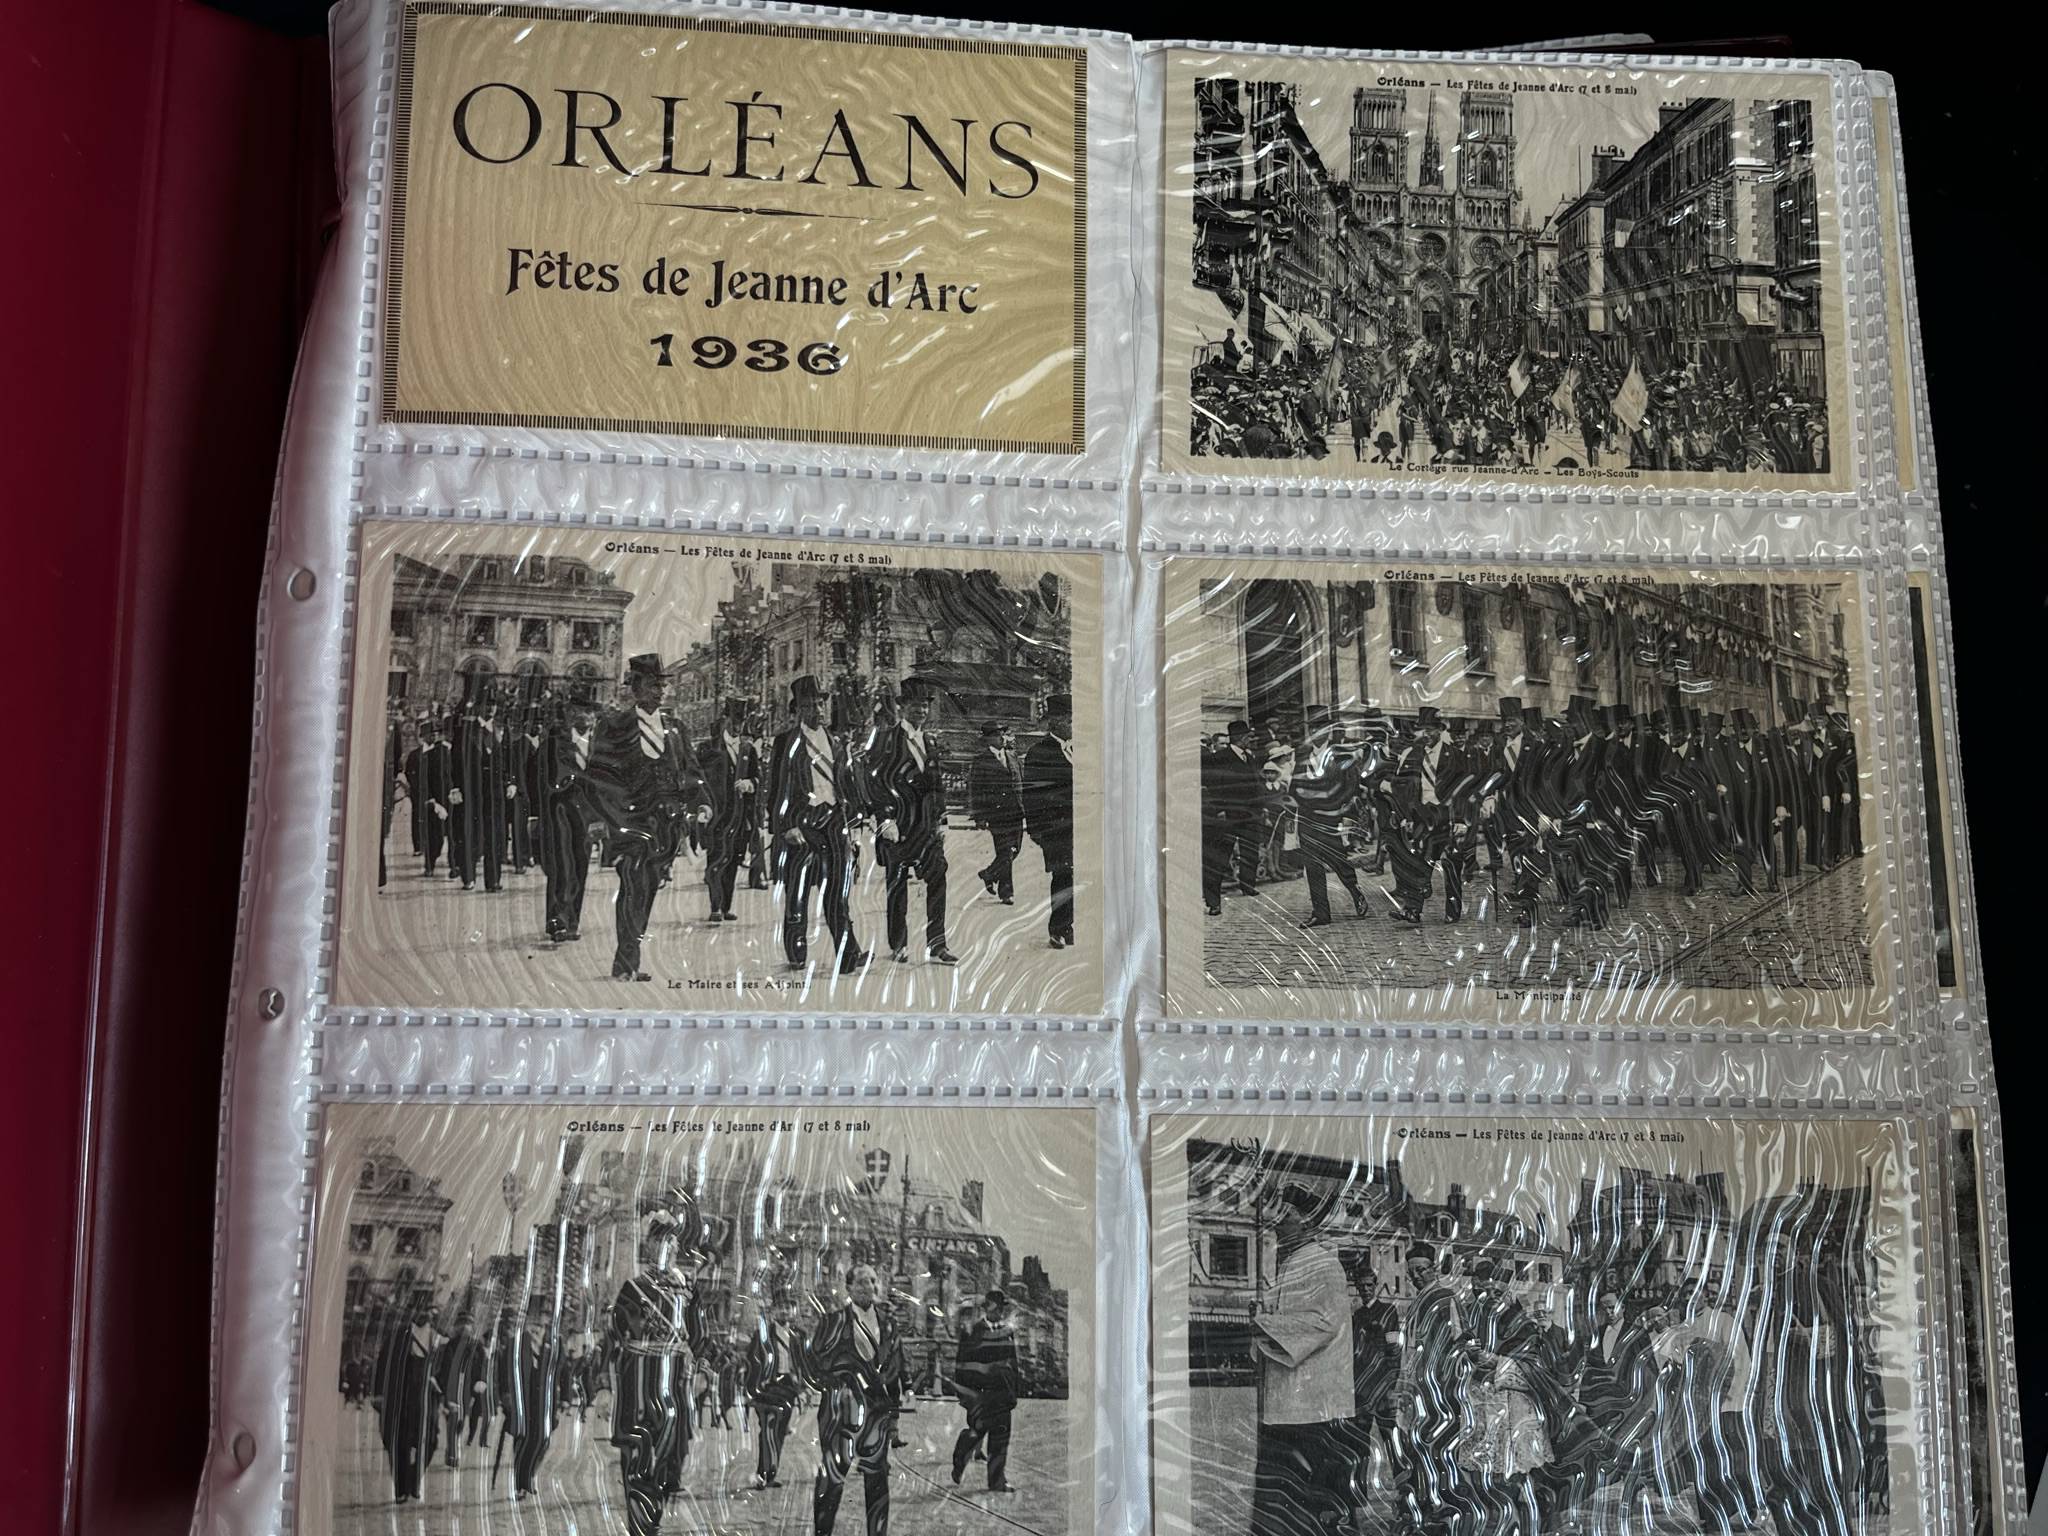 ORLÉANS
Fêtes de Jeanne d'Arc
1936
Orléans — Les Fêtes de Jeanne d'Arc (7 et 8 mai)
Le Cortège rue Jeanne-d'Arc — Les Boys-Scouts
Orléans — Les Fêtes de Jeanne d'Arc (7 et 8 mai)
Le Maire et ses Adjoints
Orléans — Les Fêtes de Jeanne d'Arc (7 et 8 mai)
La Municipalité
Orléans — Les Fêtes de Jeanne d'Arc (7 et 8 mai)
Orléans — Les Fêtes de Jeanne d'Arc (7 et 8 mai)